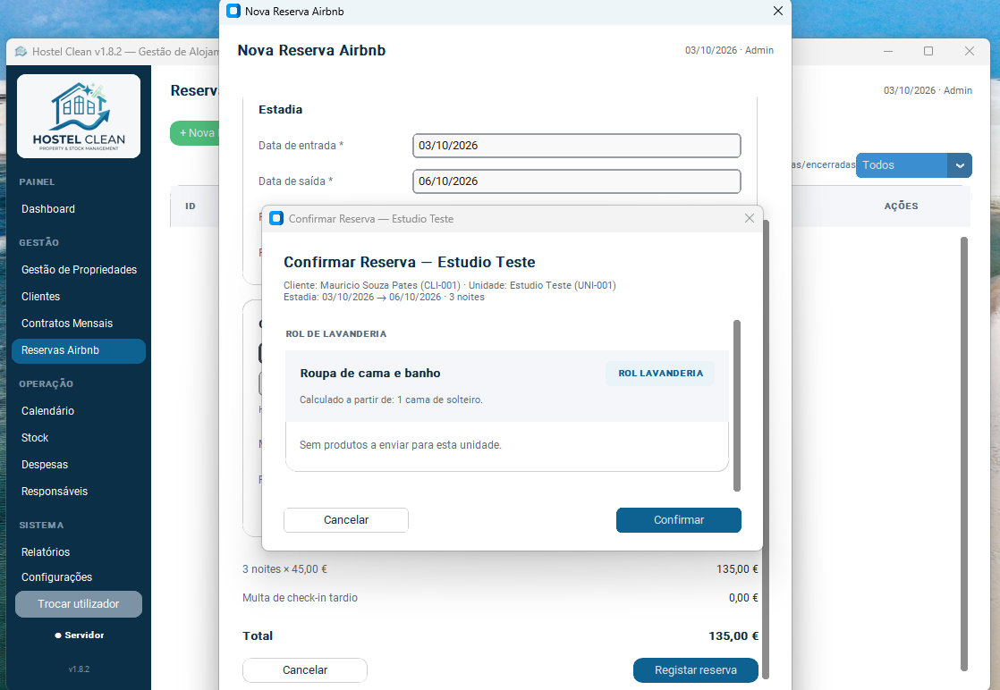 Nova Reserva Airbnb
Nova Reserva Airbnb
03/10/2026 · Admin
Hostel Clean v1.8.2 — Gestão de
03/10/2026 · Admin
HOSTEL CLEAN
PROPERTY & STOCK MANAGEMENT
+ Nova
as/encerradas
Todos
ID
AÇÕES
PAINEL
Dashboard
GESTÃO
Gestão de Propriedades
Clientes
Contratos Mensais
Reservas Airbnb
OPERAÇÃO
Calendário
Stock
Despesas
Responsáveis
SISTEMA
Relatórios
Configurações
Trocar utilizador
Servidor
v1.8.2
Estadia
Data de entrada *
03/10/2026
Data de saída *
06/10/2026
Confirmar Reserva — Estudio Teste
Confirmar Reserva — Estudio Teste
Cliente: Mauricio Souza Pates (CLI-001) · Unidade: Estudio Teste (UNI-001)
Estadia: 03/10/2026 → 06/10/2026 · 3 noites
ROL DE LAVANDERIA
Roupa de cama e banho
ROL LAVANDERIA
Calculado a partir de: 1 cama de solteiro.
Sem produtos a enviar para esta unidade.
Cancelar
Confirmar
3 noites × 45,00 €
135,00 €
Multa de check-in tardio
0,00 €
Total
135,00 €
Cancelar
Registar reserva